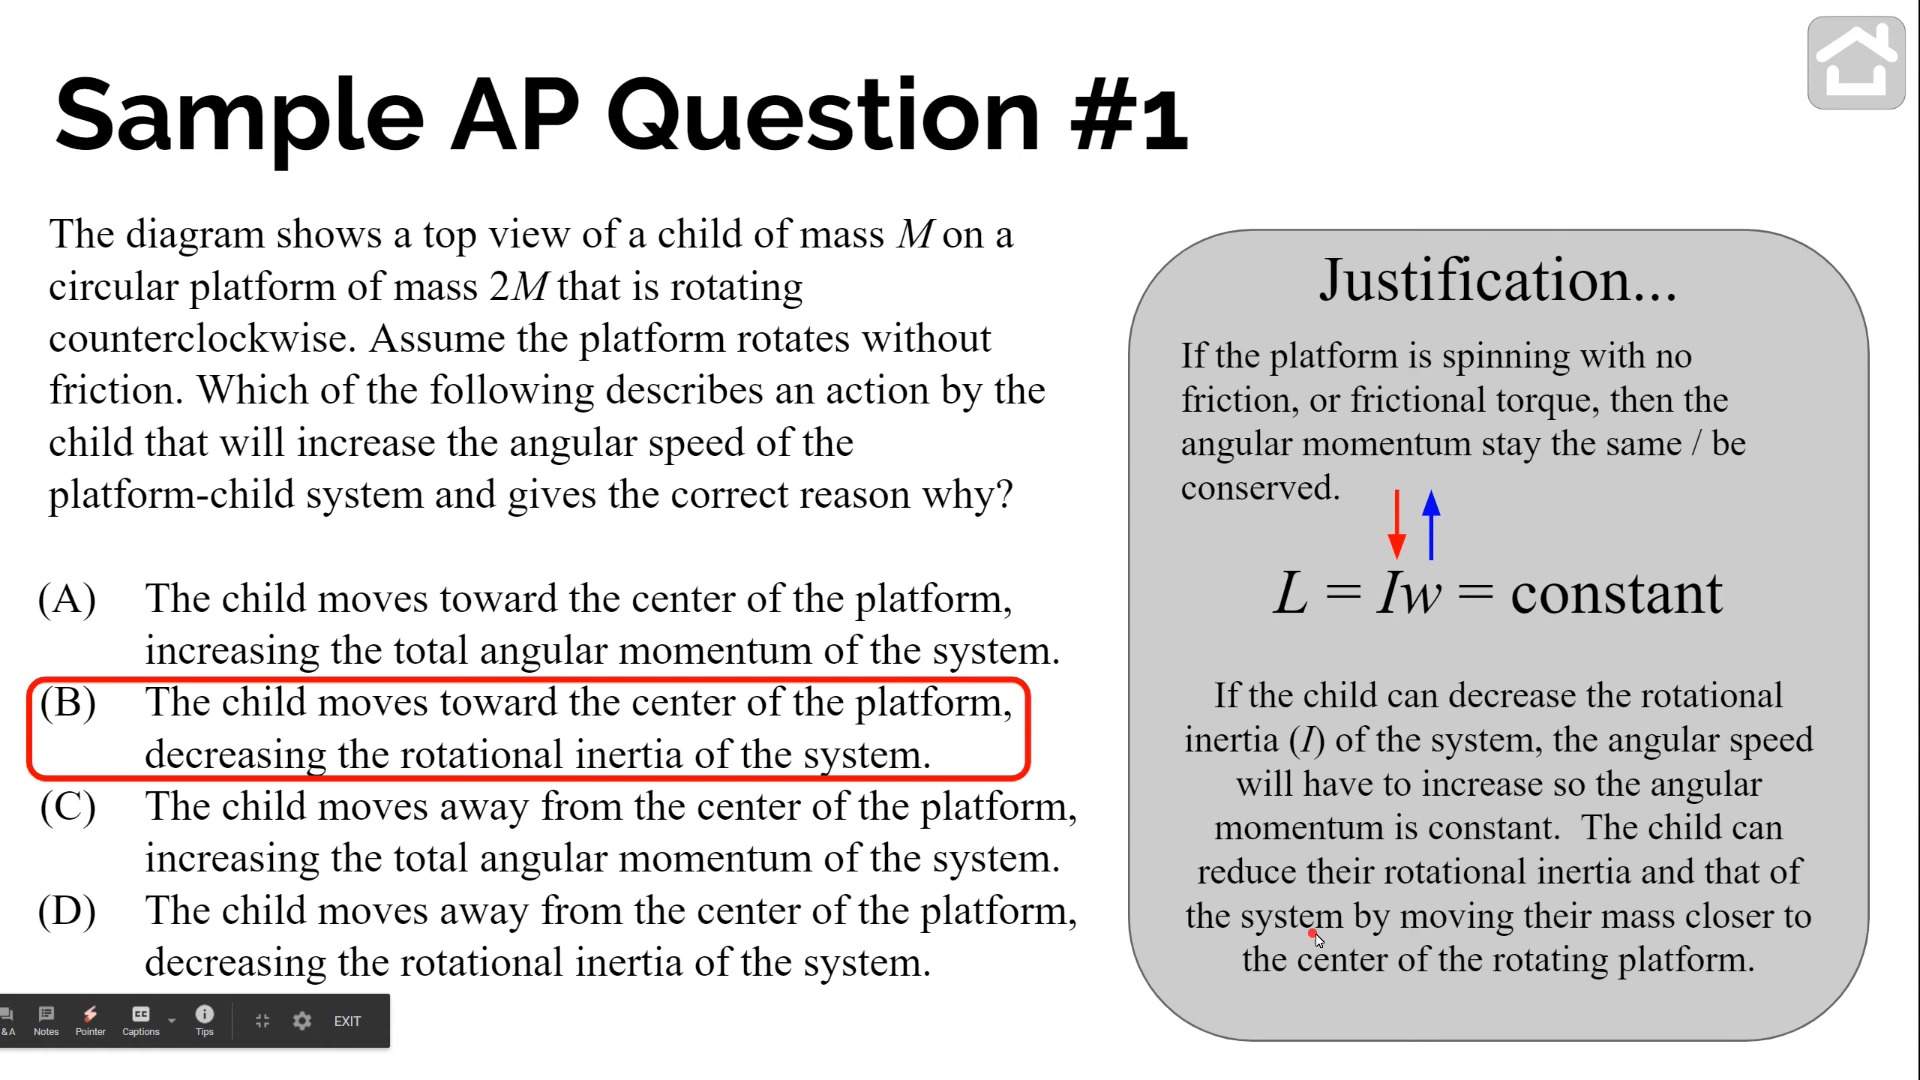 Sample AP Question #1
The diagram shows a top view of a child of mass M on a
circular platform of mass 2M that is rotating
counterclockwise. Assume the platform rotates without
friction. Which of the following describes an action by the
child that will increase the angular speed of the
platform-child system and gives the correct reason why?
(A) The child moves toward the center of the platform,
increasing the total angular momentum of the system.
(B) The child moves toward the center of the platform,
decreasing the rotational inertia of the system.
(C) The child moves away from the center of the platform,
increasing the total angular momentum of the system.
(D) The child moves away from the center of the platform,
decreasing the rotational inertia of the system.
Justification...
If the platform is spinning with no
friction, or frictional torque, then the
angular momentum stay the same / be
conserved.
L = Iw = constant
If the child can decrease the rotational
inertia (I) of the system, the angular speed
will have to increase so the angular
momentum is constant. The child can
reduce their rotational inertia and that of
the system by moving their mass closer to
the center of the rotating platform.
& A Notes Pointer CC Captions Tips EXIT